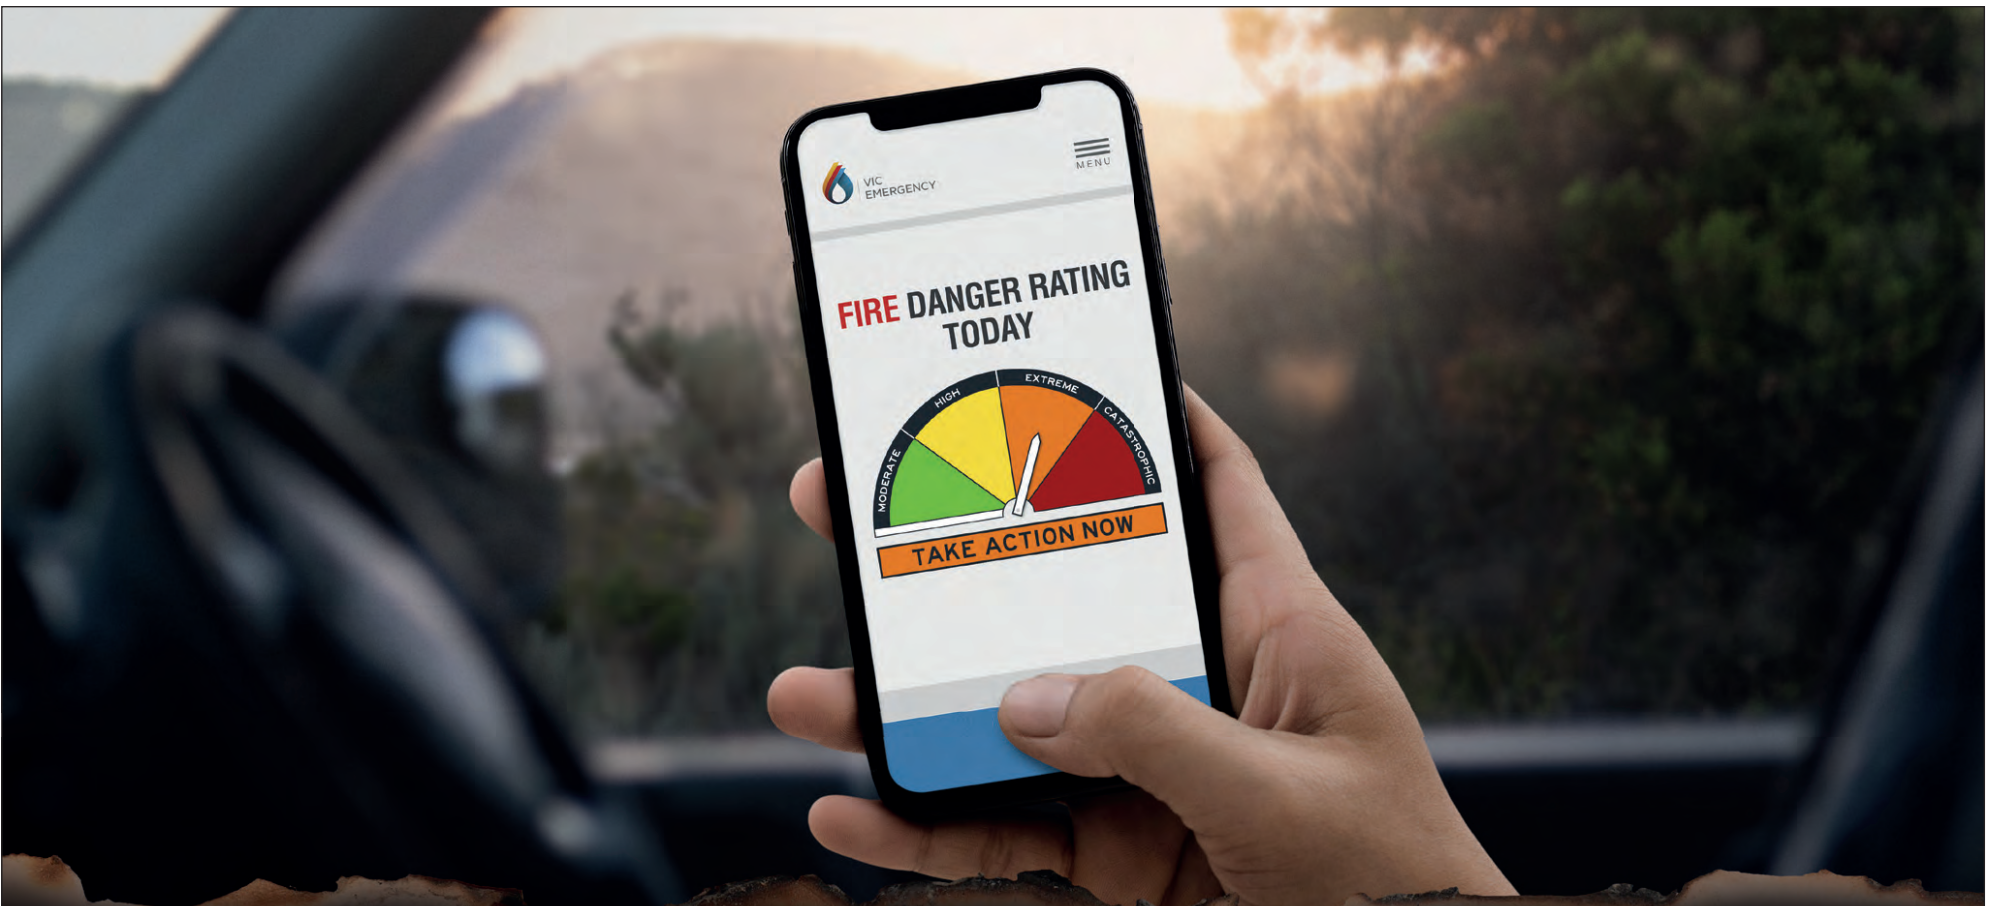 MENU
VIC
EMERGENCY
FIRE DANGER RATING
TODAY
MODERATE
HIGH
EXTREME
CATASTROPHIC
TAKE ACTION NOW